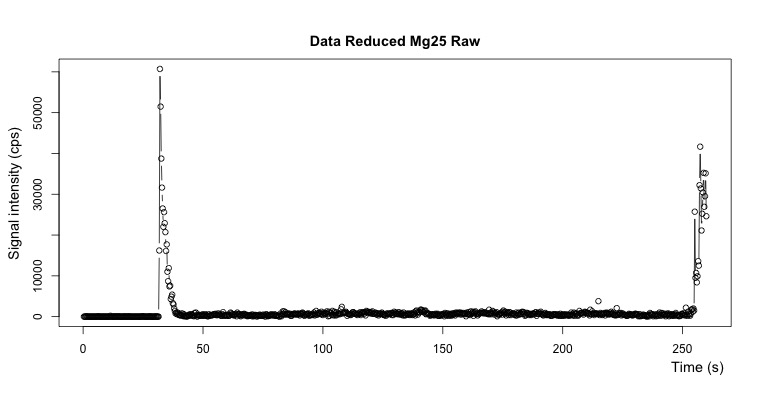 Data Reduced Mg25 Raw
Signal intensity (cps)
50000
30000
10000
0
0 50 100 150 200 250
Time (s)